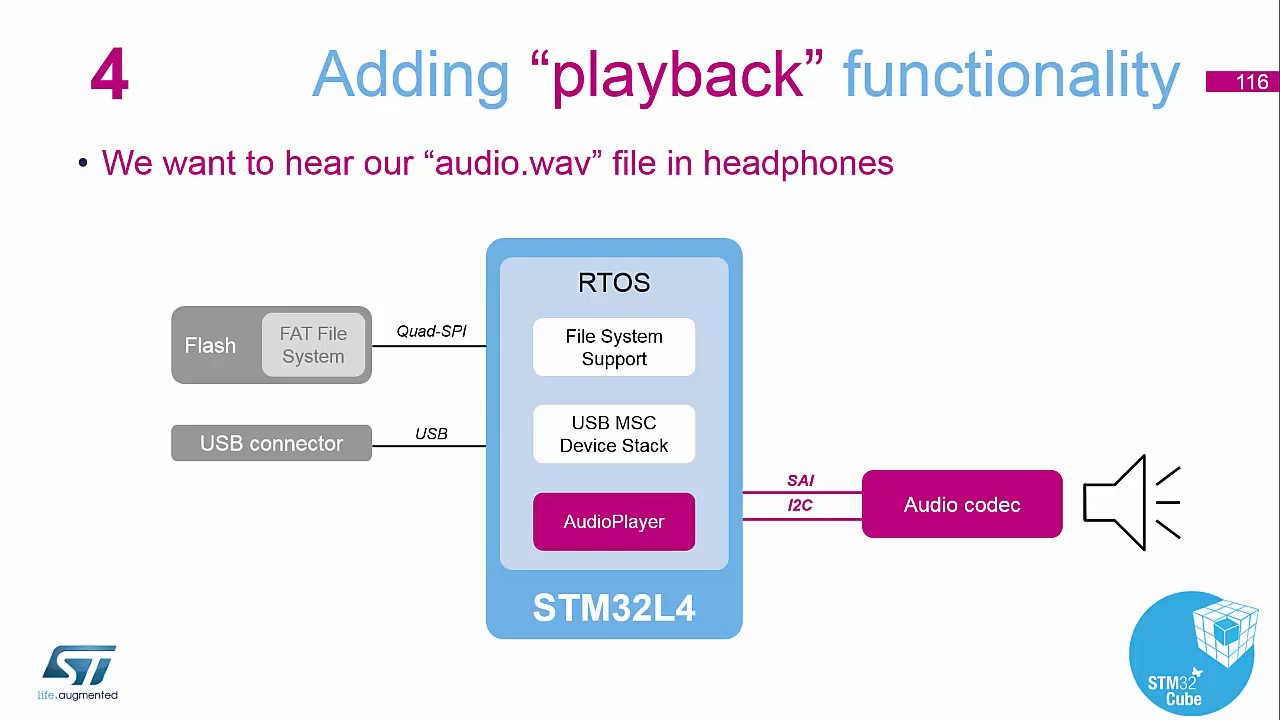 4
Adding “playback” functionality
116
• We want to hear our “audio.wav” file in headphones
RTOS
Flash
FAT File
System
Quad-SPI
File System
Support
USB connector
USB
USB MSC
Device Stack
AudioPlayer
SAI
I2C
Audio codec
STM32L4
life.augmented
STM32
Cube